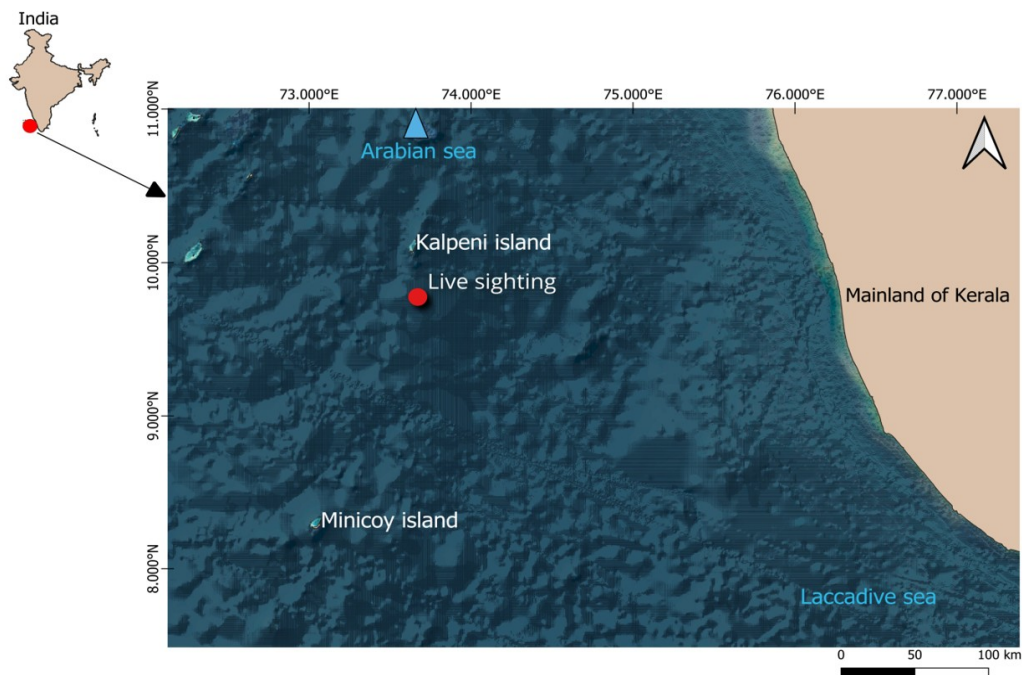 India
73.000°E 74.000°E 75.000°E 76.000°E 77.000°E
11.000°N
Arabian sea
Kalpeni island
10.000°N
Live sighting
Mainland of Kerala
9.000°N
Minicoy island
8.000°N
Laccadive sea
0 50 100 km